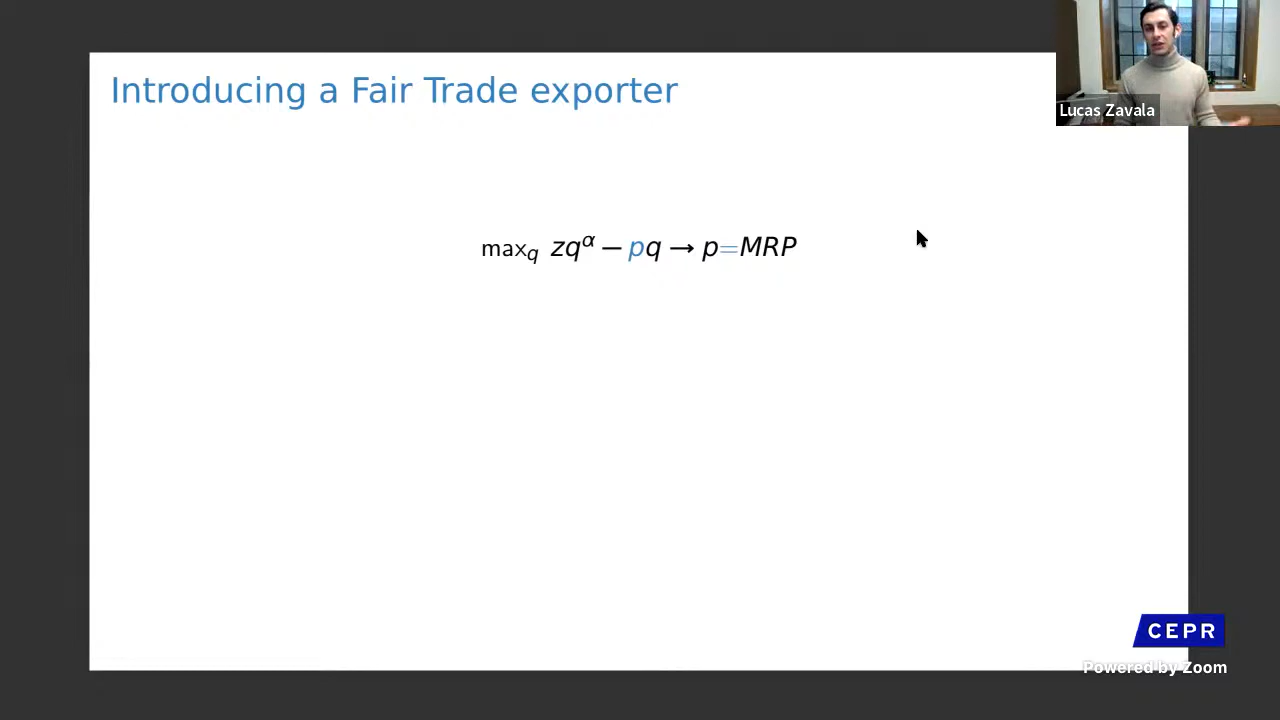 Introducing a Fair Trade exporter
Lucas Zavala
max_q zq^α − pq → p=MRP
CEPR
Powered by Zoom